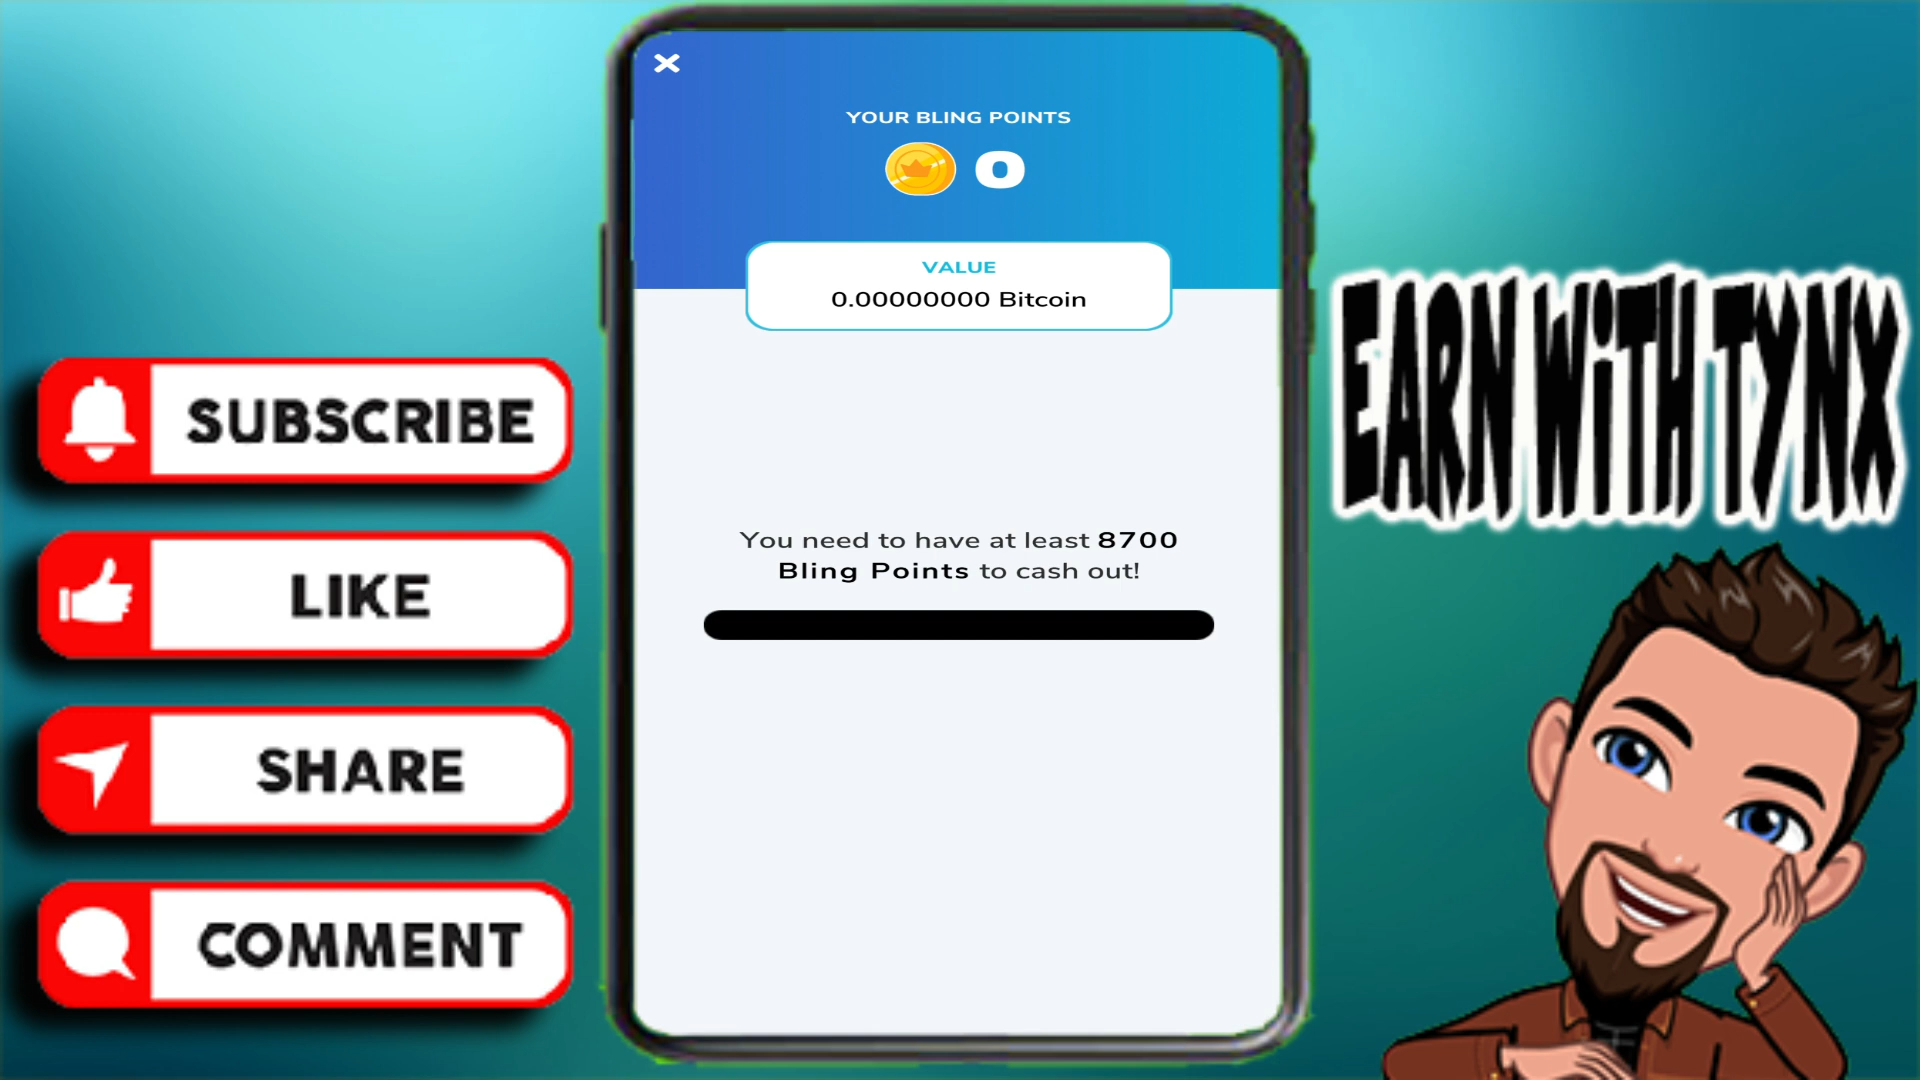 YOUR BLING POINTS
0
VALUE
0.00000000 Bitcoin
You need to have at least 8700
Bling Points to cash out!
SUBSCRIBE
LIKE
SHARE
COMMENT
EARN WiTH TYNX